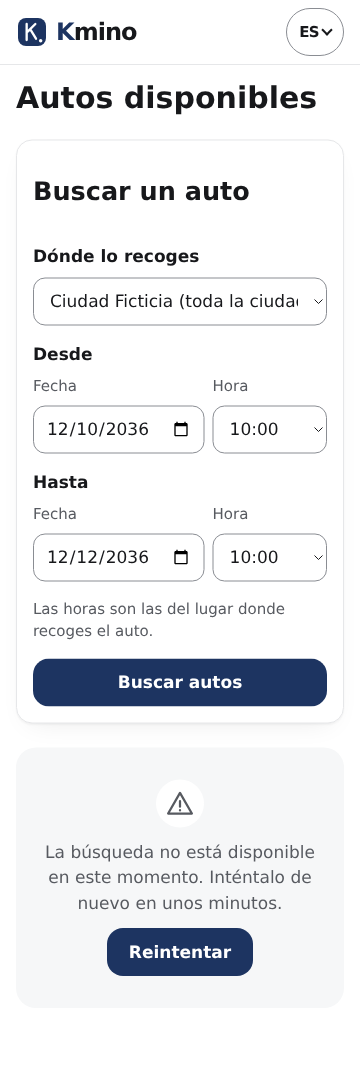 K. Kmino
ES
Autos disponibles
Buscar un auto
Dónde lo recoges
Ciudad Ficticia (toda la ciudad
Desde
Fecha Hora
12/10/2036 10:00
Hasta
Fecha Hora
12/12/2036 10:00
Las horas son las del lugar donde
recoges el auto.
Buscar autos
La búsqueda no está disponible
en este momento. Inténtalo de
nuevo en unos minutos.
Reintentar